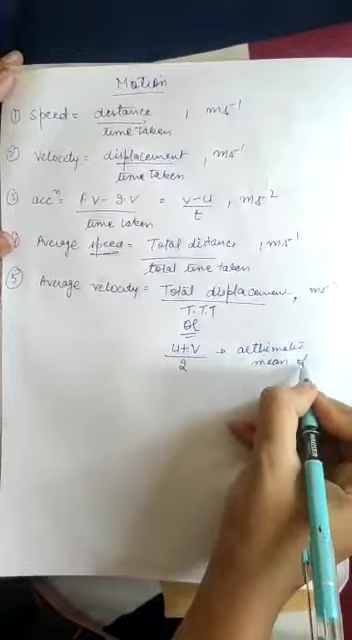 Motion
① Speed = distance / time taken , ms⁻¹
② Velocity = displacement / time taken , ms⁻¹
③ accⁿ = f.V – I.V / time taken = v–u / t , ms⁻²
④ Average speed = Total distance / total time taken , ms⁻¹
⑤ Average velocity = Total displacement / T.T.T , ms⁻
or
u+v / 2 → arithematic
mean of